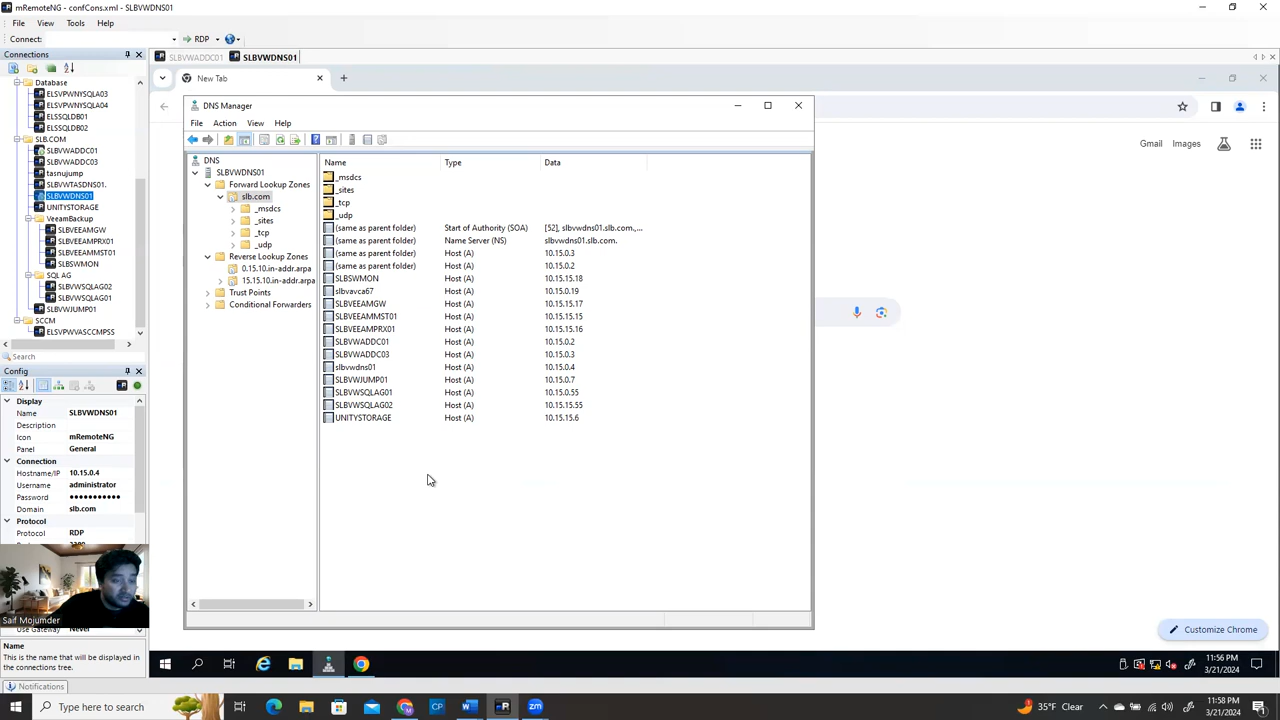 mRemoteNG - confCons.xml - SLBVWDNS01
File View Tools Help
Connect: RDP
Connections
SLBVWADDC01 SLBVWDNS01
New Tab
Database
ELSVPWNYSQLA03
ELSVPWNYSQLA04
ELSSQLDB01
ELSSQLDB02
SLB.COM
SLBVWADDC01
SLBVWADDC03
tasnujump
SLBVWTASDNS01.
SLBVWDNS01
UNITYSTORAGE
VeeamBackup
SLBVEEAMGW
SLBVEEAMPRX01
SLBVEEAMMST01
SLBSWMON
SQL AG
SLBVWSQLAG02
SLBVWSQLAG01
SLBVWJUMP01
SCCM
ELSVPWVASCCMPSS
Search
Config
Display
Name SLBVWDNS01
Description
Icon mRemoteNG
Panel General
Connection
Hostname/IP 10.15.0.4
Username administrator
Password ●●●●●●●●●●●
Domain slb.com
Protocol
Protocol RDP
Saif Mojumder
Use Gateway Never
Name
This is the name that will be displayed in the connections tree.
Notifications
DNS Manager
File Action View Help
DNS
SLBVWDNS01
Forward Lookup Zones
slb.com
_msdcs
_sites
_tcp
_udp
Reverse Lookup Zones
0.15.10.in-addr.arpa
15.15.10.in-addr.arpa
Trust Points
Conditional Forwarders
Name Type Data
_msdcs
_sites
_tcp
_udp
(same as parent folder) Start of Authority (SOA) [52], slbvwdns01.slb.com.,...
(same as parent folder) Name Server (NS) slbvwdns01.slb.com.
(same as parent folder) Host (A) 10.15.0.3
(same as parent folder) Host (A) 10.15.0.2
SLBSWMON Host (A) 10.15.15.18
slbvavca67 Host (A) 10.15.0.19
SLBVEEAMGW Host (A) 10.15.15.17
SLBVEEAMMST01 Host (A) 10.15.15.15
SLBVEEAMPRX01 Host (A) 10.15.15.16
SLBVWADDC01 Host (A) 10.15.0.2
SLBVWADDC03 Host (A) 10.15.0.3
slbvwdns01 Host (A) 10.15.0.4
SLBVWJUMP01 Host (A) 10.15.0.7
SLBVWSQLAG01 Host (A) 10.15.0.55
SLBVWSQLAG02 Host (A) 10.15.15.55
UNITYSTORAGE Host (A) 10.15.15.6
Gmail Images
Customize Chrome
11:56 PM
3/21/2024
Type here to search
35°F Clear
11:58 PM
3/21/2024